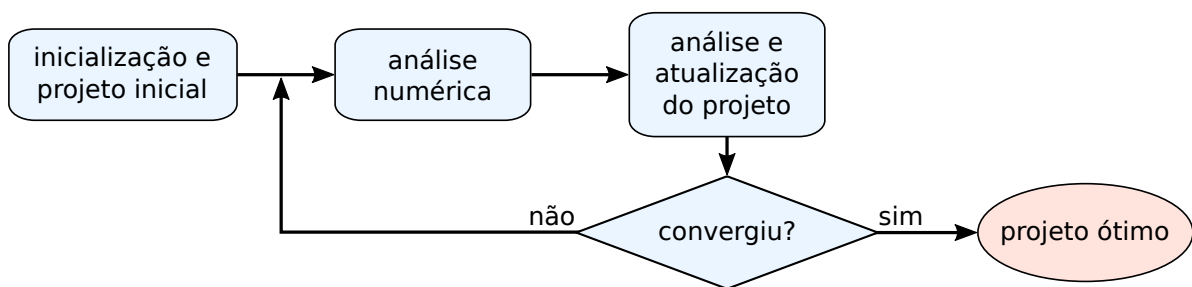 inicialização e
projeto inicial
análise
numérica
análise e
atualização
do projeto
não
convergiu?
sim
projeto ótimo